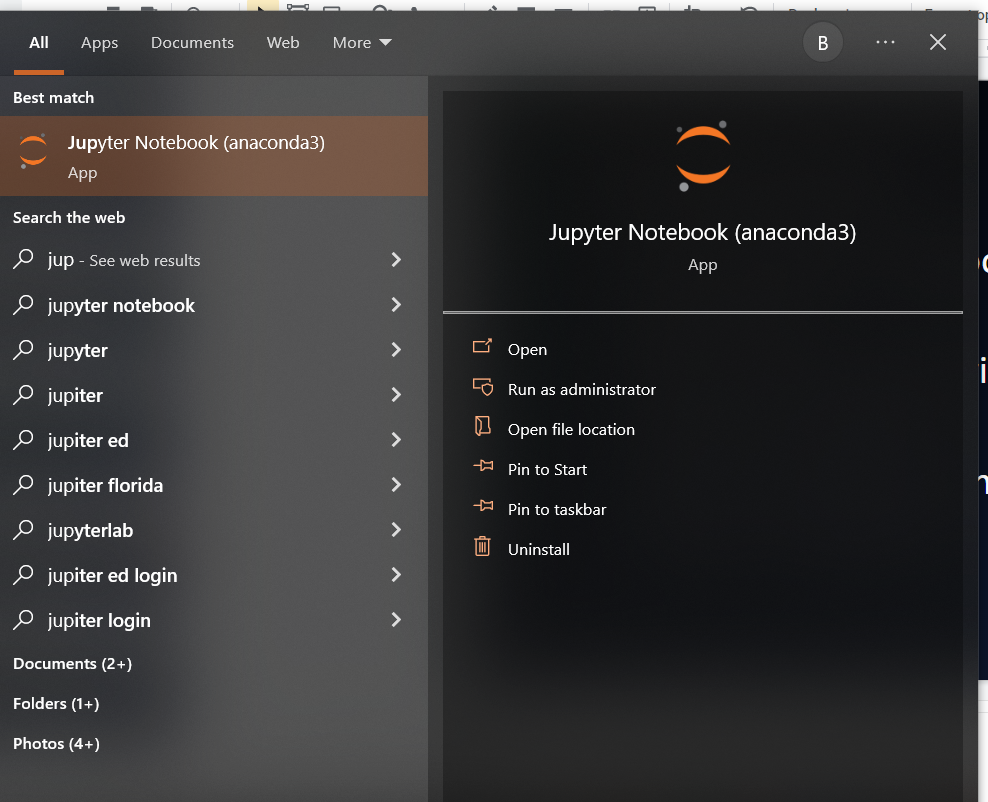 All Apps Documents Web More B ...
Best match
Jupyter Notebook (anaconda3)
App
Search the web
jup - See web results
jupyter notebook
jupyter
jupiter
jupiter ed
jupiter florida
jupyterlab
jupiter ed login
jupiter login
Documents (2+)
Folders (1+)
Photos (4+)
Jupyter Notebook (anaconda3)
App
Open
Run as administrator
Open file location
Pin to Start
Pin to taskbar
Uninstall